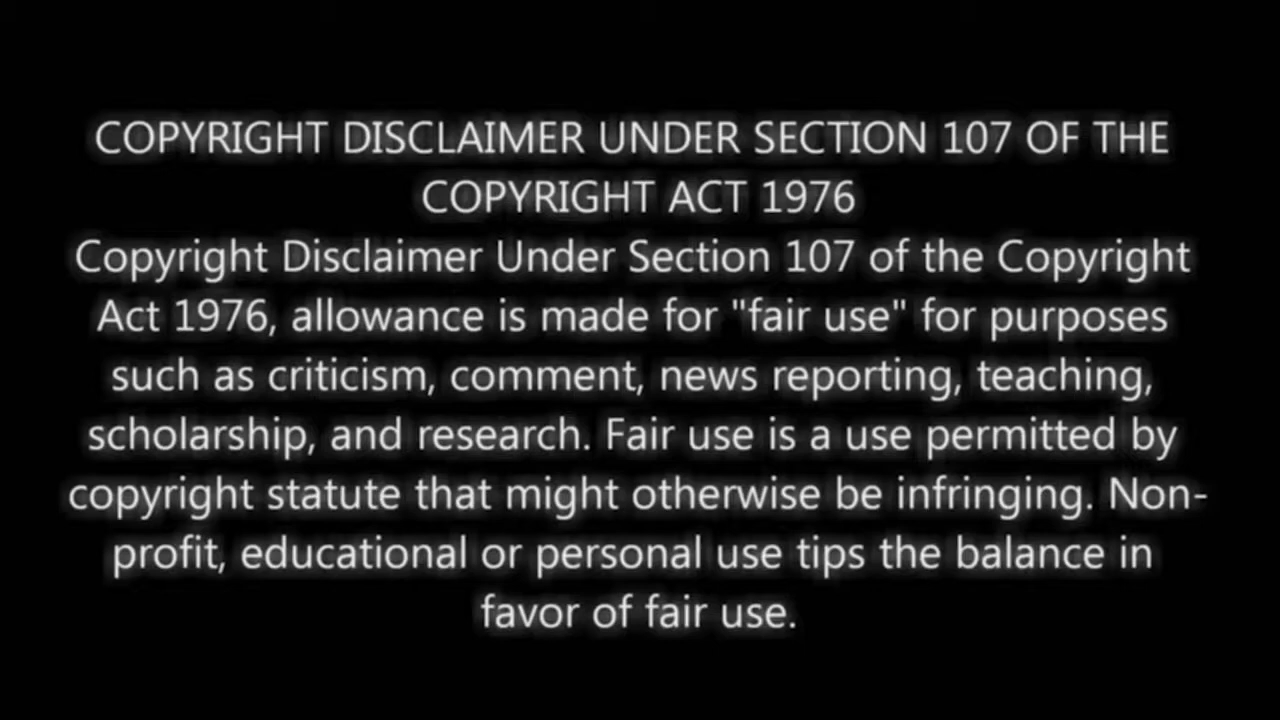 COPYRIGHT DISCLAIMER UNDER SECTION 107 OF THE
COPYRIGHT ACT 1976
Copyright Disclaimer Under Section 107 of the Copyright
Act 1976, allowance is made for "fair use" for purposes
such as criticism, comment, news reporting, teaching,
scholarship, and research. Fair use is a use permitted by
copyright statute that might otherwise be infringing. Non-
profit, educational or personal use tips the balance in
favor of fair use.